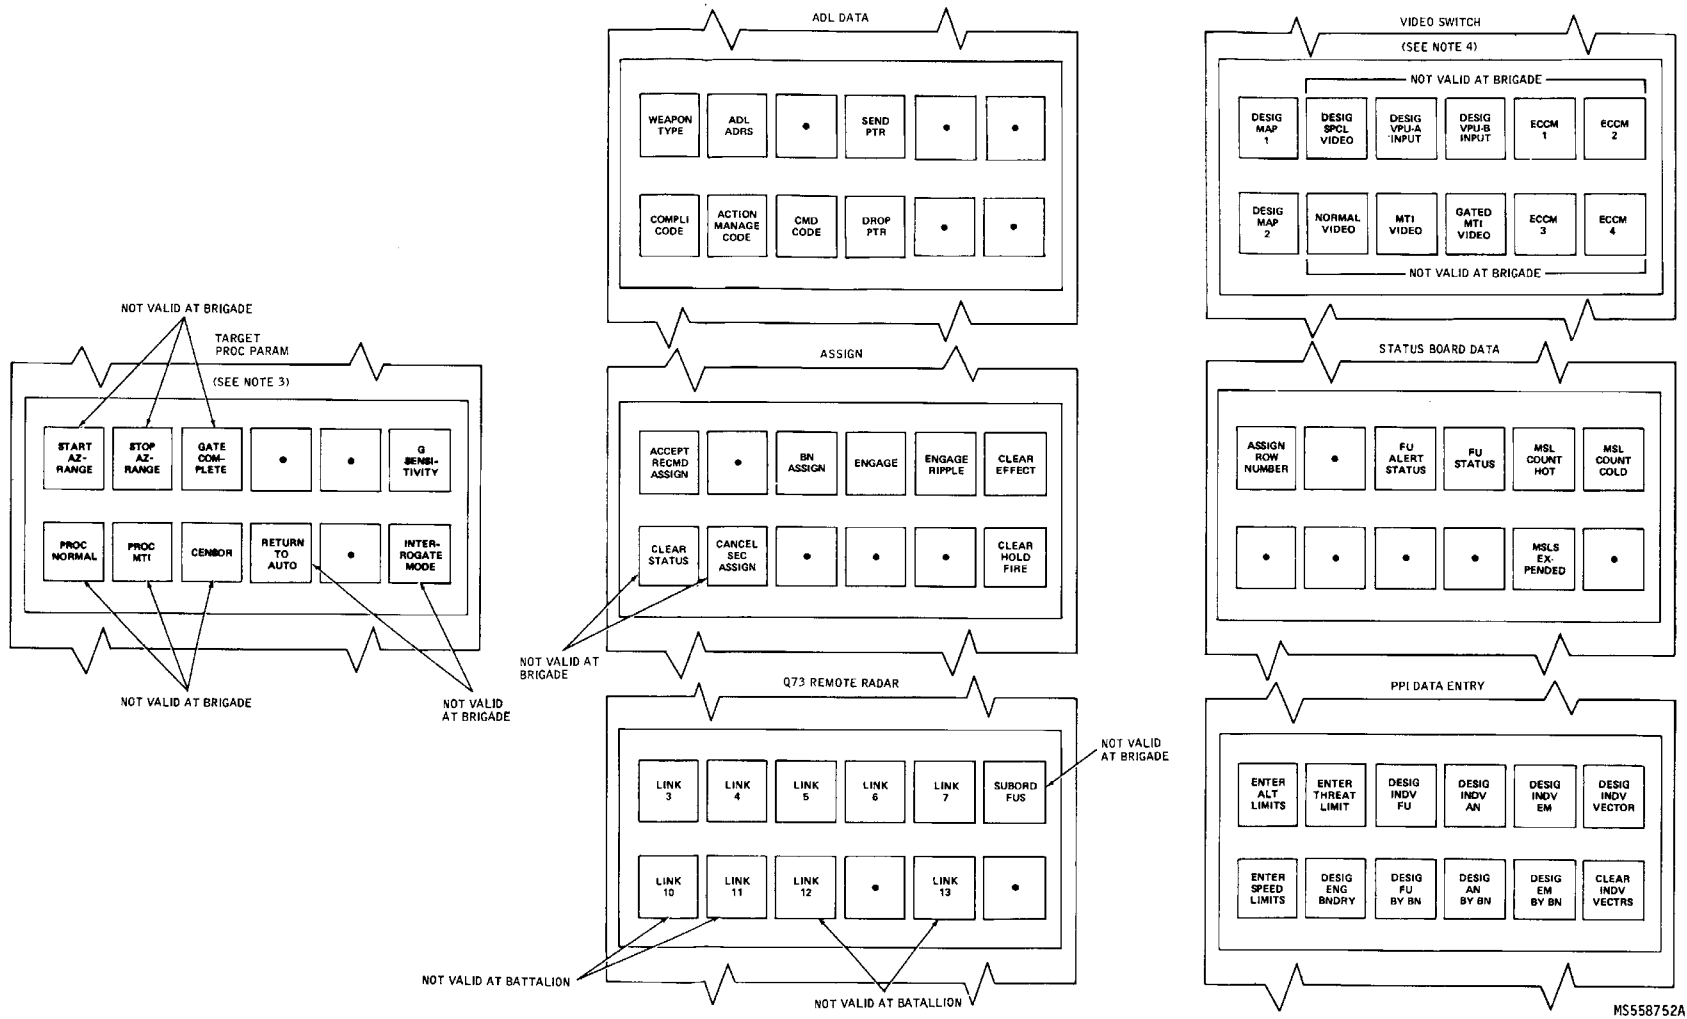 NOT VALID AT BRIGADE
TARGET
PROC PARAM
(SEE NOTE 3)
START
AZ-
RANGE
STOP
AZ-
RANGE
GATE
COM-
PLETE
G
SENSI-
TIVITY
PROC
NORMAL
PROC
MTI
CENSOR
RETURN
TO
AUTO
INTER-
ROGATE
MODE
NOT VALID AT BRIGADE
NOT VALID
AT BRIGADE
ADL DATA
WEAPON
TYPE
ADL
ADRS
SEND
PTR
COMPLI
CODE
ACTION
MANAGE
CODE
CMD
CODE
DROP
PTR
ASSIGN
ACCEPT
RECMD
ASSIGN
BN
ASSIGN
ENGAGE
ENGAGE
RIPPLE
CLEAR
EFFECT
CLEAR
STATUS
CANCEL
SEC
ASSIGN
CLEAR
HOLD
FIRE
NOT VALID AT
BRIGADE
Q73 REMOTE RADAR
LINK
3
LINK
4
LINK
5
LINK
6
LINK
7
SUBORD
FUS
NOT VALID
AT BRIGADE
LINK
10
LINK
11
LINK
12
LINK
13
NOT VALID AT BATTALION
NOT VALID AT BATALLION
VIDEO SWITCH
(SEE NOTE 4)
NOT VALID AT BRIGADE
DESIG
MAP
1
DESIG
SPCL
VIDEO
DESIG
VPU-A
INPUT
DESIG
VPU-B
INPUT
ECCM
1
ECCM
2
DESIG
MAP
2
NORMAL
VIDEO
MTI
VIDEO
GATED
MTI
VIDEO
ECCM
3
ECCM
4
NOT VALID AT BRIGADE
STATUS BOARD DATA
ASSIGN
ROW
NUMBER
FU
ALERT
STATUS
FU
STATUS
MSL
COUNT
HOT
MSL
COUNT
COLD
MSLS
EX-
PENDED
PPI DATA ENTRY
ENTER
ALT
LIMITS
ENTER
THREAT
LIMIT
DESIG
INDV
FU
DESIG
INDV
AN
DESIG
INDV
EM
DESIG
INDV
VECTOR
ENTER
SPEED
LIMITS
DESIG
ENG
BNDRY
DESIG
FU
BY BN
DESIG
AN
BY BN
DESIG
EM
BY BN
CLEAR
INDV
VECTRS
MS558752A